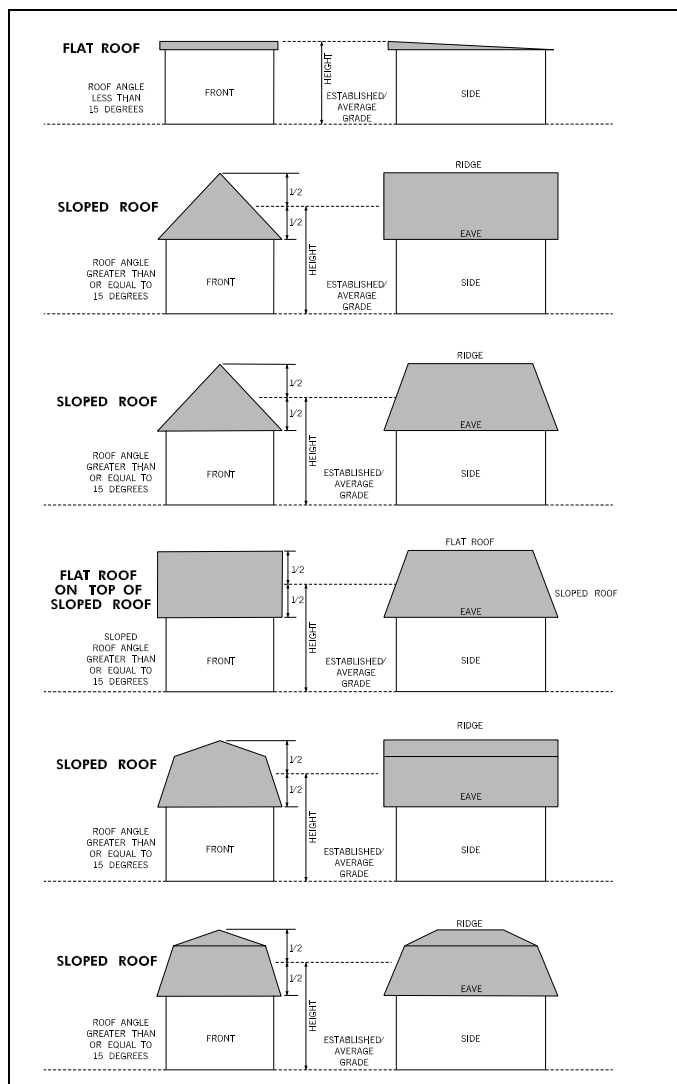 FLAT ROOF
ROOF ANGLE
LESS THAN
15 DEGREES
FRONT
HEIGHT
ESTABLISHED/
AVERAGE
GRADE
SIDE
SLOPED ROOF
ROOF ANGLE
GREATER THAN
OR EQUAL TO
15 DEGREES
FRONT
1/2
1/2
HEIGHT
ESTABLISHED/
AVERAGE
GRADE
RIDGE
EAVE
SIDE
SLOPED ROOF
ROOF ANGLE
GREATER THAN
OR EQUAL TO
15 DEGREES
FRONT
1/2
1/2
HEIGHT
ESTABLISHED/
AVERAGE
GRADE
RIDGE
EAVE
SIDE
FLAT ROOF
ON TOP OF
SLOPED ROOF
SLOPED
ROOF ANGLE
GREATER THAN
OR EQUAL TO
15 DEGREES
FRONT
1/2
1/2
HEIGHT
ESTABLISHED/
AVERAGE
GRADE
FLAT ROOF
SLOPED ROOF
EAVE
SIDE
SLOPED ROOF
ROOF ANGLE
GREATER THAN
OR EQUAL TO
15 DEGREES
FRONT
1/2
1/2
HEIGHT
ESTABLISHED/
AVERAGE
GRADE
RIDGE
EAVE
SIDE
SLOPED ROOF
ROOF ANGLE
GREATER THAN
OR EQUAL TO
15 DEGREES
FRONT
1/2
1/2
HEIGHT
ESTABLISHED/
AVERAGE
GRADE
RIDGE
EAVE
SIDE